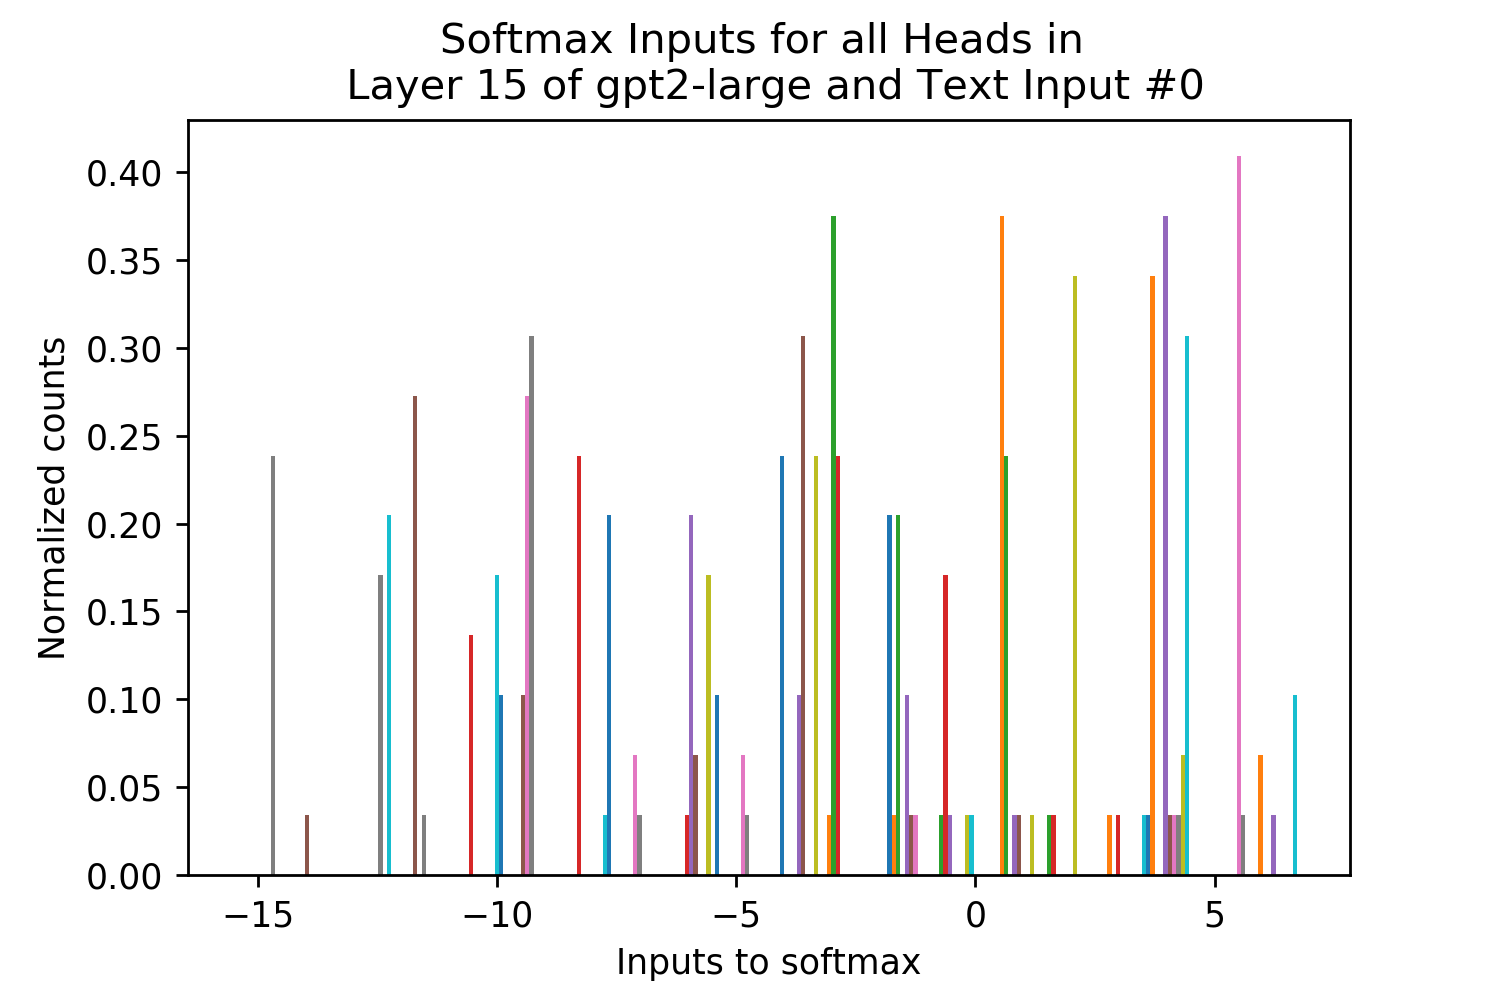 Softmax Inputs for all Heads in
Layer 15 of gpt2-large and Text Input #0
0.40
0.35
0.30
0.25
0.20
0.15
0.10
0.05
0.00
Normalized counts
−15 −10 −5 0 5
Inputs to softmax